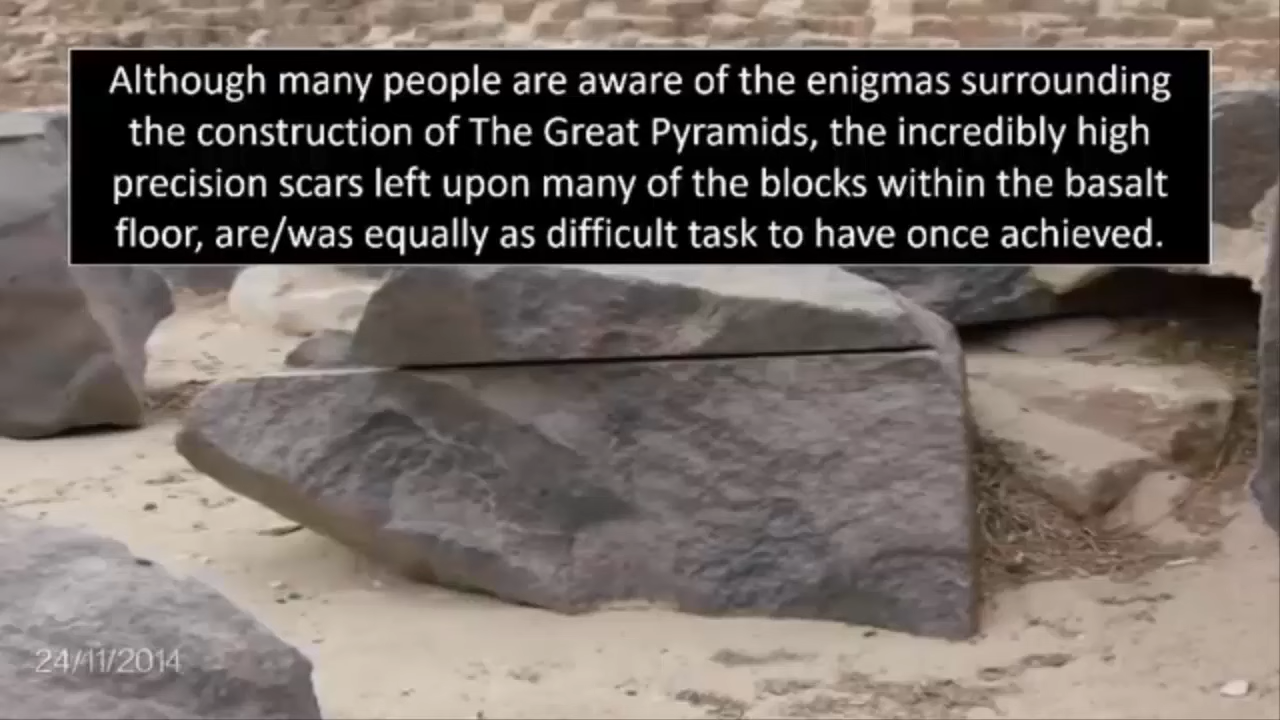 Although many people are aware of the enigmas surrounding
the construction of The Great Pyramids, the incredibly high
precision scars left upon many of the blocks within the basalt
floor, are/was equally as difficult task to have once achieved.
24/11/2014